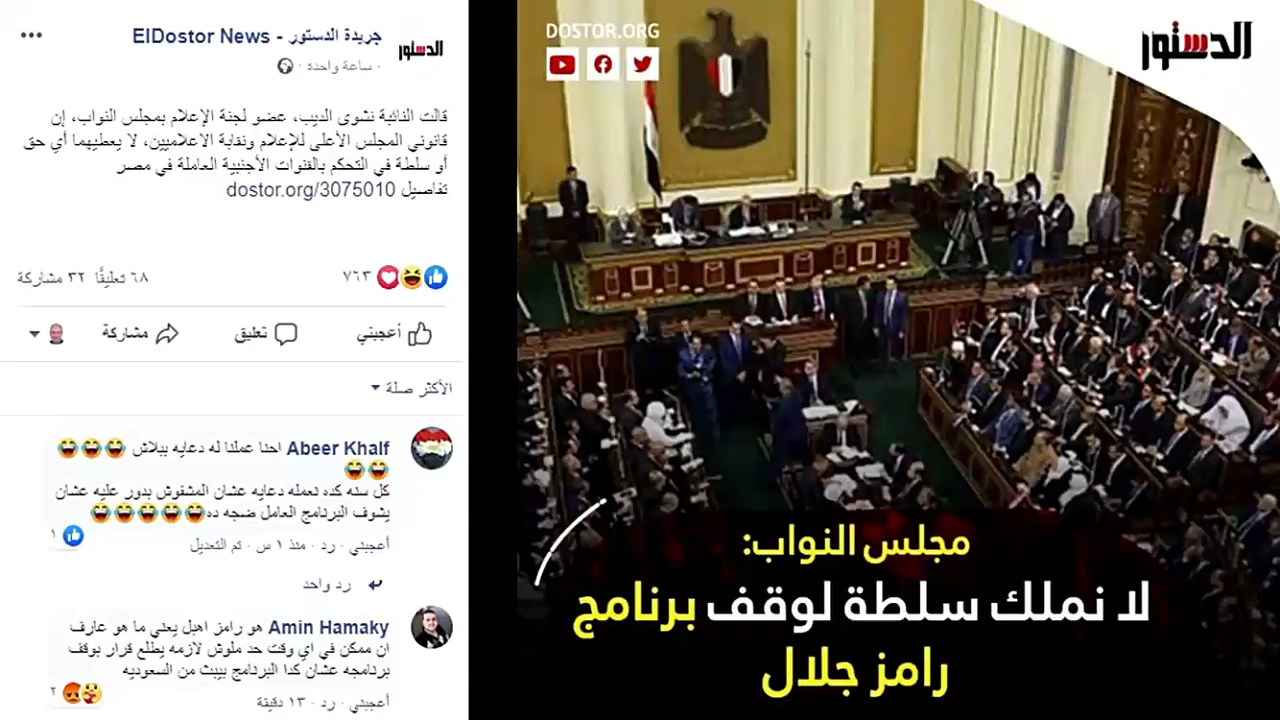 جريدة الدستور - ElDostor News
· ساعة واحدة ·
قالت النائبة نشوى الديب، عضو لجنة الإعلام بمجلس النواب، إن
قانوني المجلس الأعلى للإعلام ونقابة الاعلاميين، لا يعطيهما أي حق
أو سلطة في التحكم بالقنوات الأجنبية العاملة في مصر
تفاصيل dostor.org/3075010
٧٦٣
٦٨ تعليقًا ٣٢ مشاركة
أعجبني
تعليق
مشاركة
الأكثر صلة
Abeer Khalf احنا عملنا له دعايه ببلاش 😂😂😂
😂😂
كل سنه كده نعمله دعايه عشان المشفوش يدور عليه عشان
يشوف البرنامج العامل ضجه ده😂😂😂😂😂
١
أعجبني · رد · منذ ١ س · تم التعديل
رد واحد
Amin Hamaky هو رامز اهبل يعني ما هو عارف
ان ممكن في اي وقت حد ملوش لازمه يطلع قرار بوقف
برنامجه عشان كدا البرنامج بيبث من السعوديه
٢
أعجبني · رد · ١٣ دقيقة
DOSTOR.ORG
الدستور
الدستور
مجلس النواب:
لا نملك سلطة لوقف برنامج
رامز جلال